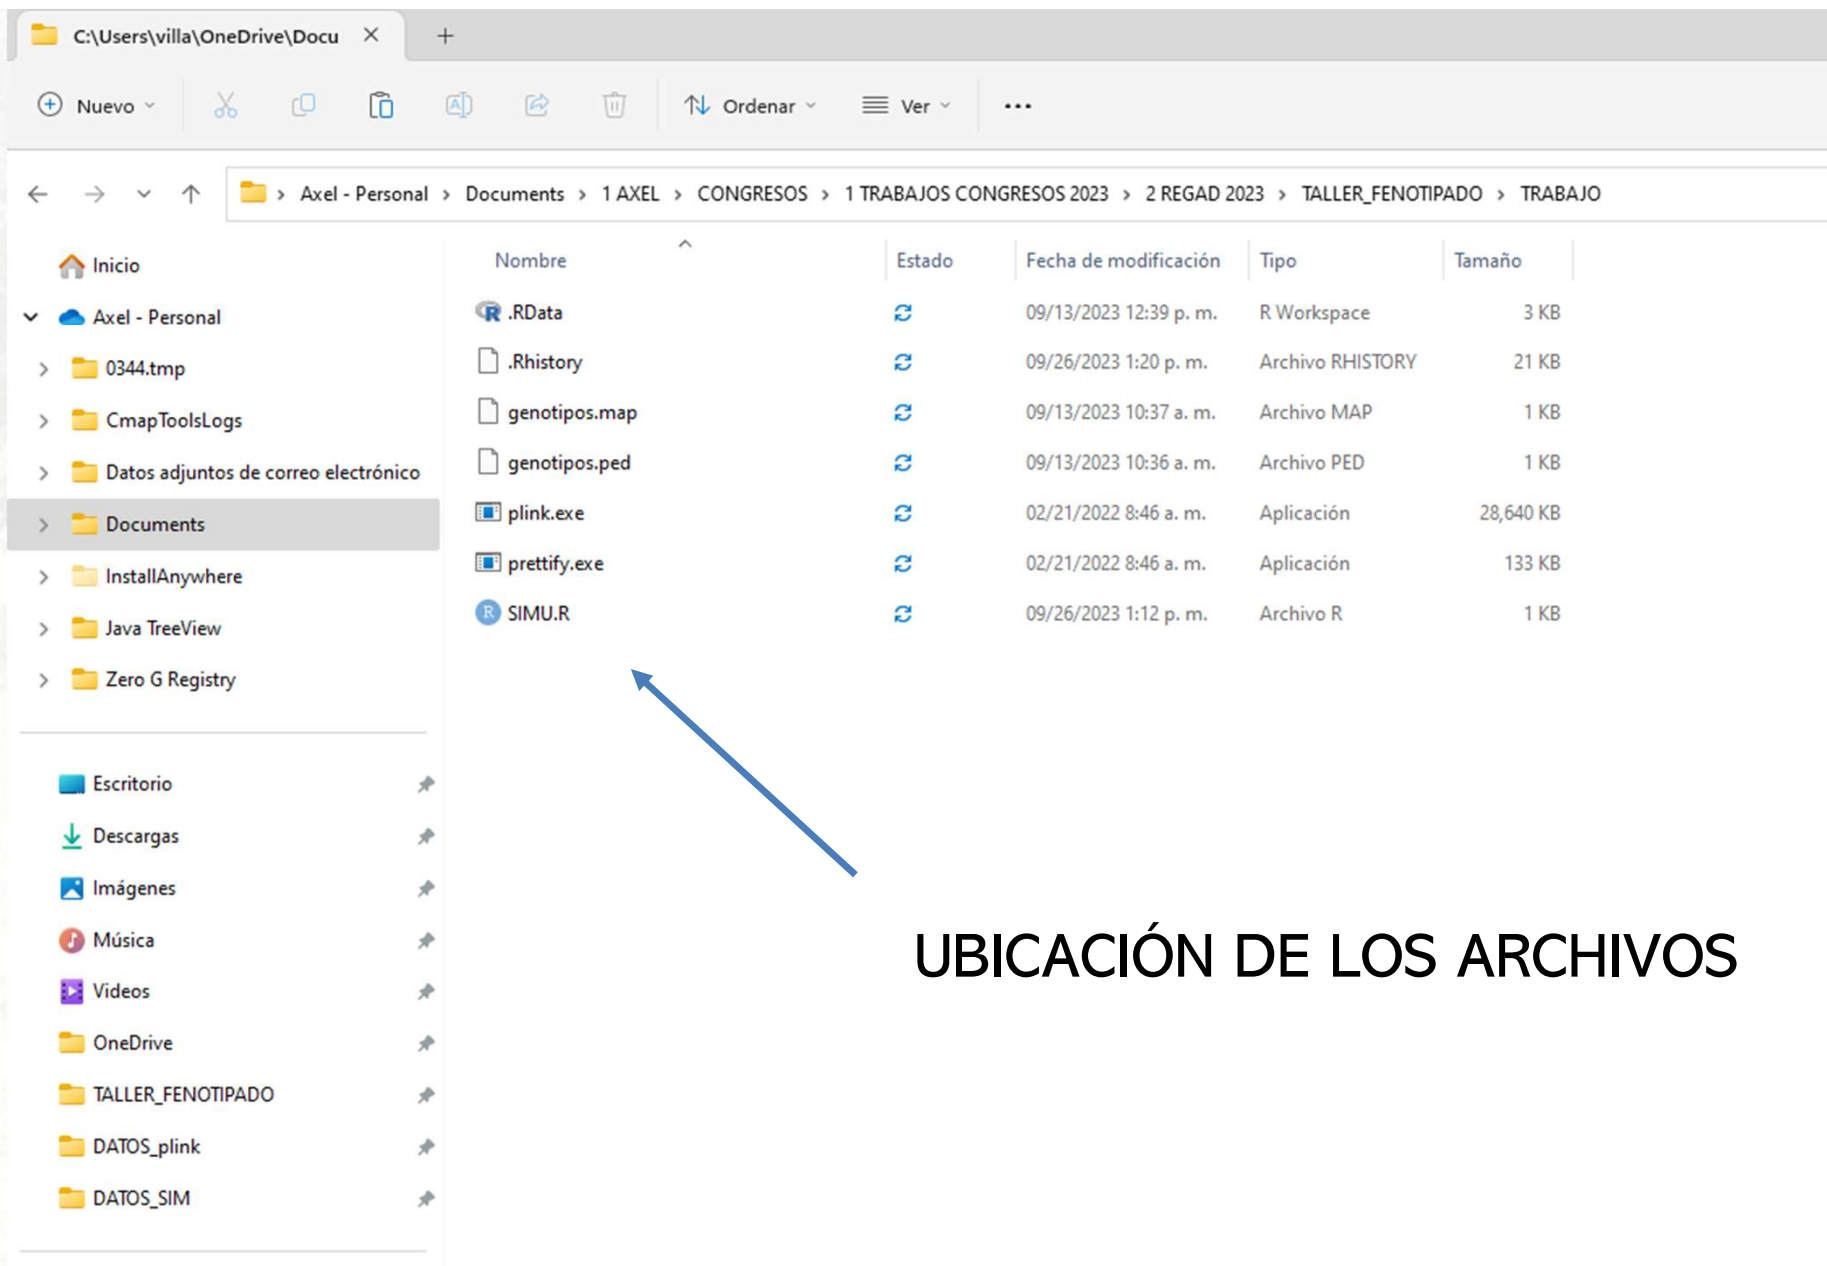 C:\Users\villa\OneDrive\Docu
Nuevo
Ordenar
Ver
Axel - Personal > Documents > 1 AXEL > CONGRESOS > 1 TRABAJOS CONGRESOS 2023 > 2 REGAD 2023 > TALLER_FENOTIPADO > TRABAJO
Inicio
Axel - Personal
0344.tmp
CmapToolsLogs
Datos adjuntos de correo electrónico
Documents
InstallAnywhere
Java TreeView
Zero G Registry
Escritorio
Descargas
Imágenes
Música
Videos
OneDrive
TALLER_FENOTIPADO
DATOS_plink
DATOS_SIM
Nombre Estado Fecha de modificación Tipo Tamaño
.RData 09/13/2023 12:39 p. m. R Workspace 3 KB
.Rhistory 09/26/2023 1:20 p. m. Archivo RHISTORY 21 KB
genotipos.map 09/13/2023 10:37 a. m. Archivo MAP 1 KB
genotipos.ped 09/13/2023 10:36 a. m. Archivo PED 1 KB
plink.exe 02/21/2022 8:46 a. m. Aplicación 28,640 KB
prettify.exe 02/21/2022 8:46 a. m. Aplicación 133 KB
SIMU.R 09/26/2023 1:12 p. m. Archivo R 1 KB
UBICACIÓN DE LOS ARCHIVOS